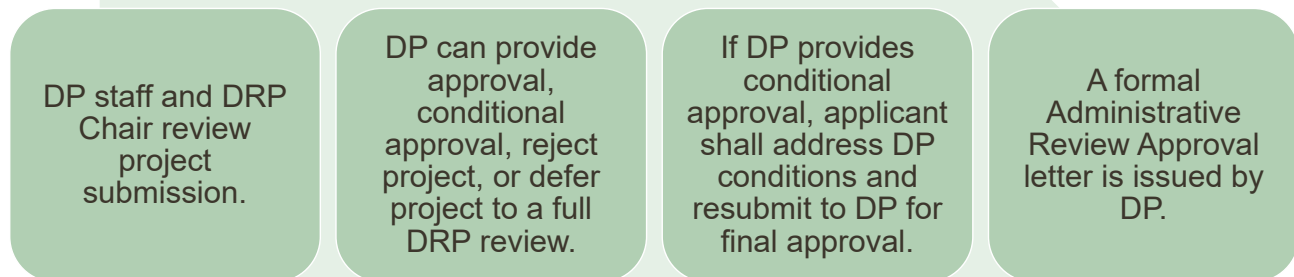 DP staff and DRP
Chair review
project
submission.
DP can provide
approval,
conditional
approval, reject
project, or defer
project to a full
DRP review.
If DP provides
conditional
approval, applicant
shall address DP
conditions and
resubmit to DP for
final approval.
A formal
Administrative
Review Approval
letter is issued by
DP.